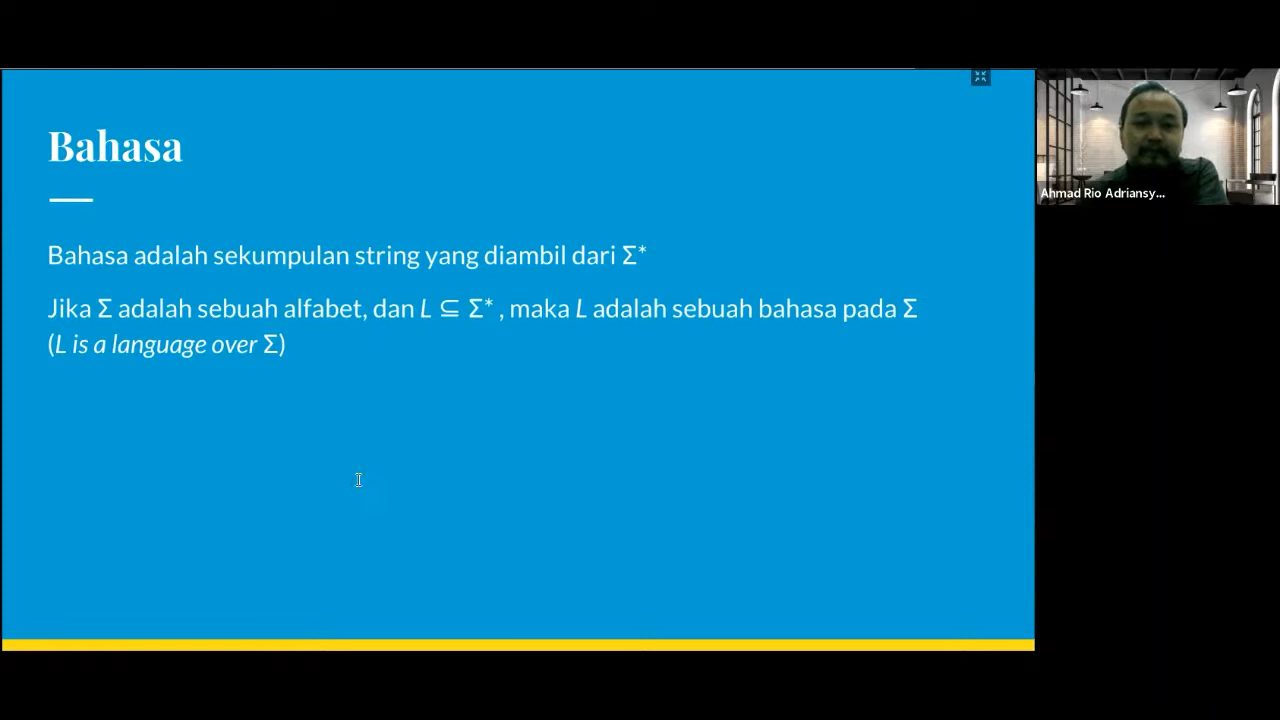 Bahasa
Bahasa adalah sekumpulan string yang diambil dari Σ*
Jika Σ adalah sebuah alfabet, dan L ⊆ Σ* , maka L adalah sebuah bahasa pada Σ
(L is a language over Σ)
Ahmad Rio Adriansy...